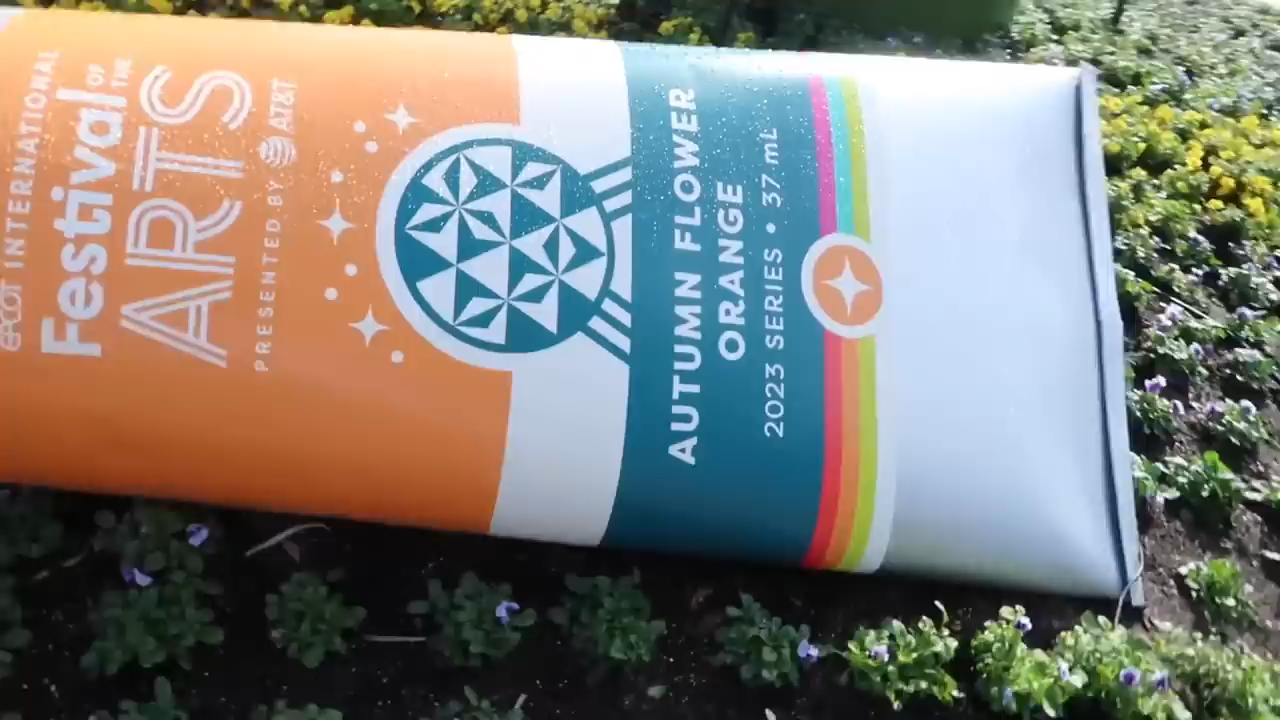 epcot INTERNATIONAL
Festival OF THE
ARTS
PRESENTED BY AT&T
AUTUMN FLOWER
ORANGE
2023 SERIES • 37 mL